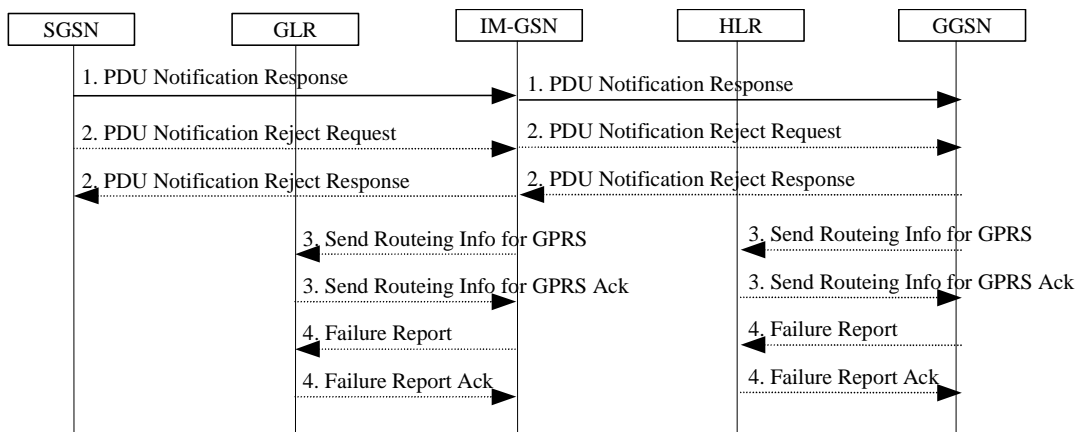 SGSN
GLR
IM-GSN
HLR
GGSN
1. PDU Notification Response
1. PDU Notification Response
2. PDU Notification Reject Request
2. PDU Notification Reject Request
2. PDU Notification Reject Response
2. PDU Notification Reject Response
3. Send Routeing Info for GPRS
3. Send Routeing Info for GPRS
3. Send Routeing Info for GPRS Ack
3. Send Routeing Info for GPRS Ack
4. Failure Report
4. Failure Report
4. Failure Report Ack
4. Failure Report Ack